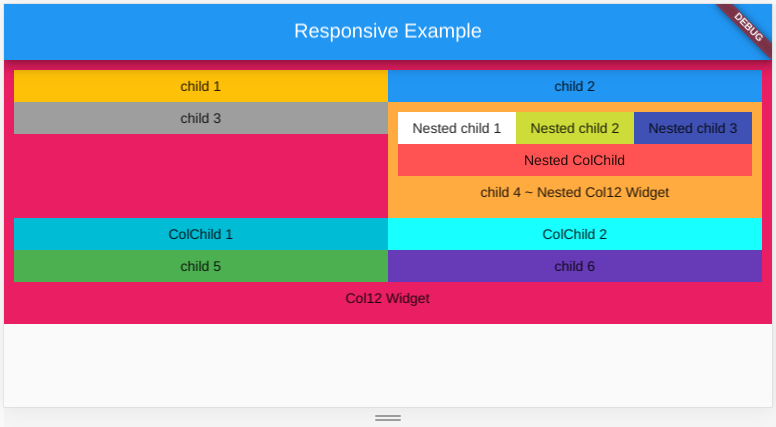 Responsive Example
DEBUG
child 1
child 2
child 3
Nested child 1
Nested child 2
Nested child 3
Nested ColChild
child 4 ~ Nested Col12 Widget
ColChild 1
ColChild 2
child 5
child 6
Col12 Widget